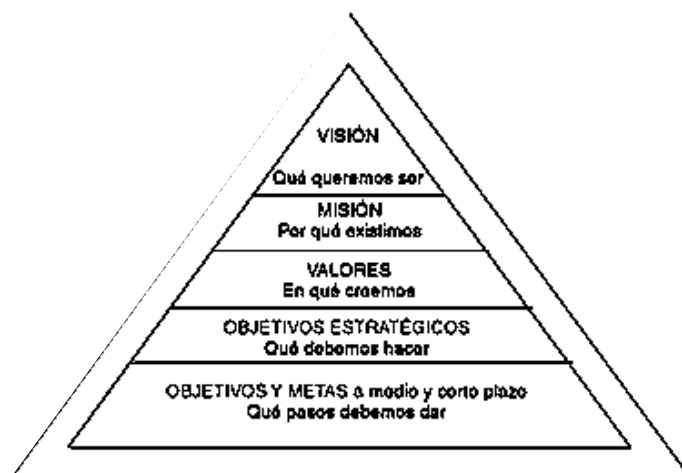 VISIÓN
Qué queremos ser
MISIÓN
Por qué existimos
VALORES
En qué creemos
OBJETIVOS ESTRATÉGICOS
Qué debemos hacer
OBJETIVOS Y METAS a medio y corto plazo
Qué pasos debemos dar